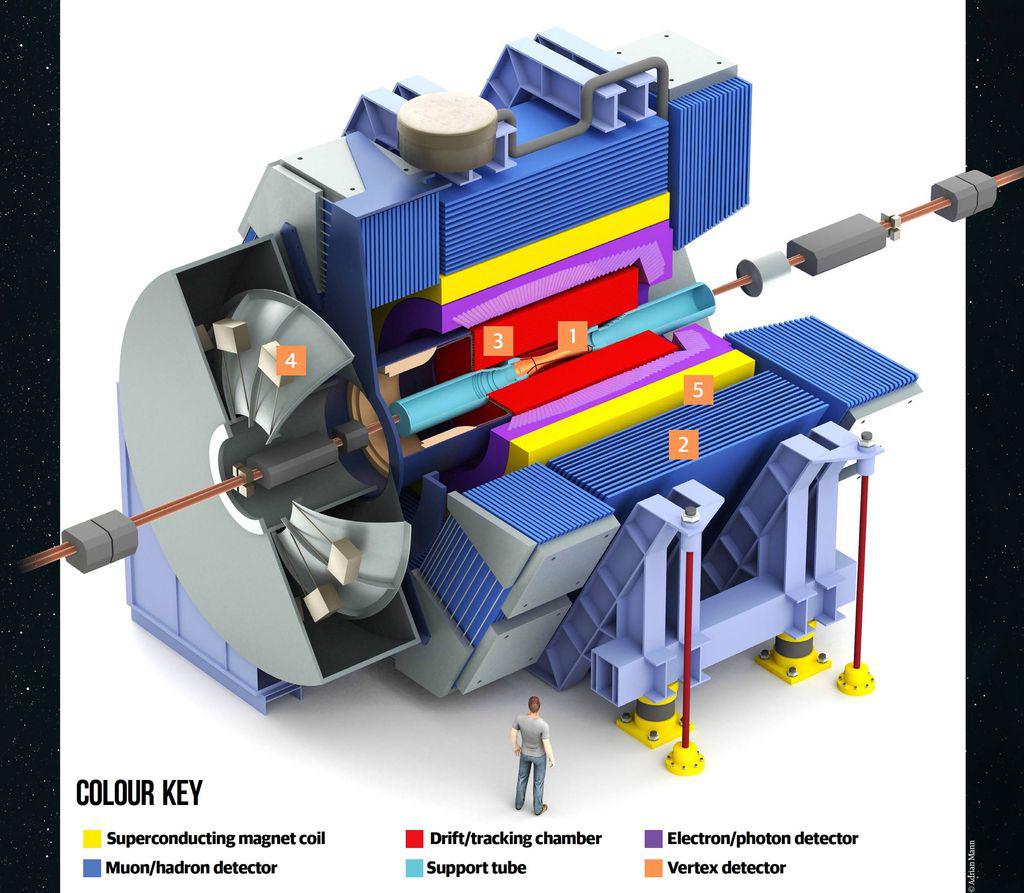 1
3
4
5
2
COLOUR KEY
Superconducting magnet coil
Drift/tracking chamber
Electron/photon detector
Muon/hadron detector
Support tube
Vertex detector
© Adrian Mann